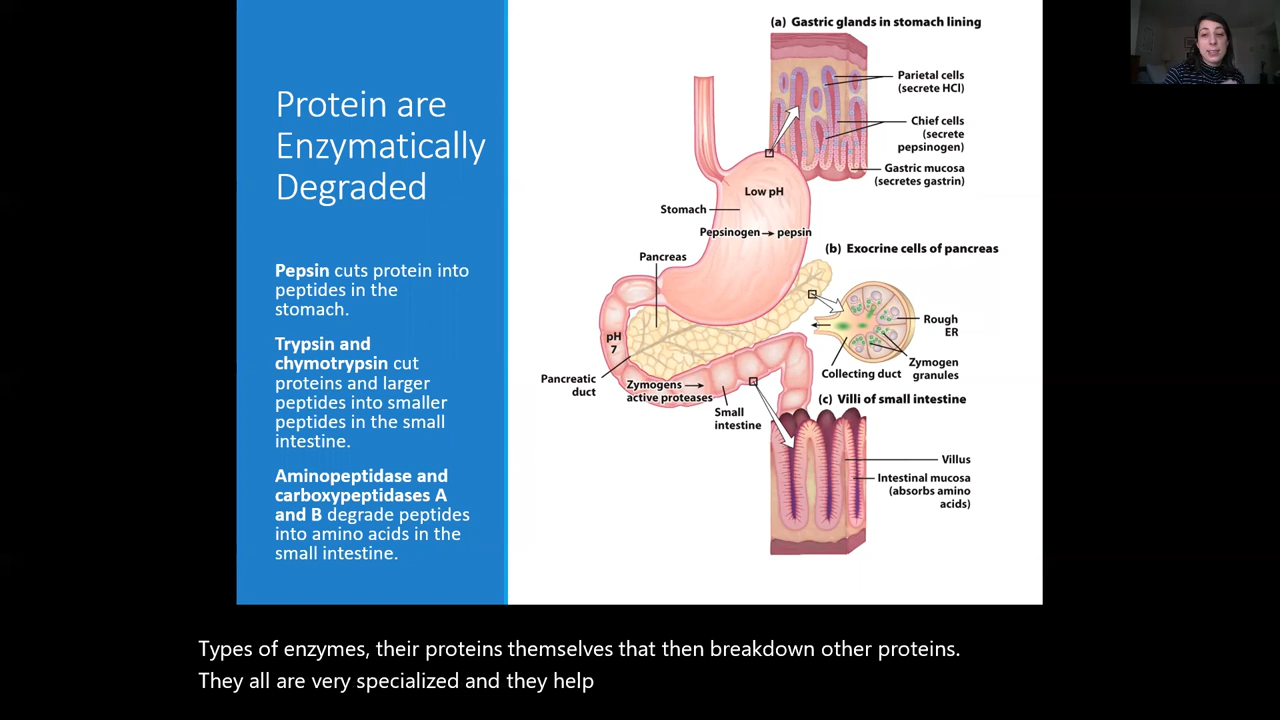 Protein are
Enzymatically
Degraded
Pepsin cuts protein into
peptides in the
stomach.
Trypsin and
chymotrypsin cut
proteins and larger
peptides into smaller
peptides in the small
intestine.
Aminopeptidase and
carboxypeptidases A
and B degrade peptides
into amino acids in the
small intestine.
(a) Gastric glands in stomach lining
Parietal cells
(secrete HCl)
Chief cells
(secrete
pepsinogen)
Gastric mucosa
(secretes gastrin)
Low pH
Stomach
Pepsinogen → pepsin
Pancreas
(b) Exocrine cells of pancreas
Rough
ER
Zymogen
granules
Collecting duct
pH
7
Pancreatic
duct
Zymogens →
active proteases
Small
intestine
(c) Villi of small intestine
Villus
Intestinal mucosa
(absorbs amino
acids)
Types of enzymes, their proteins themselves that then breakdown other proteins.
They all are very specialized and they help